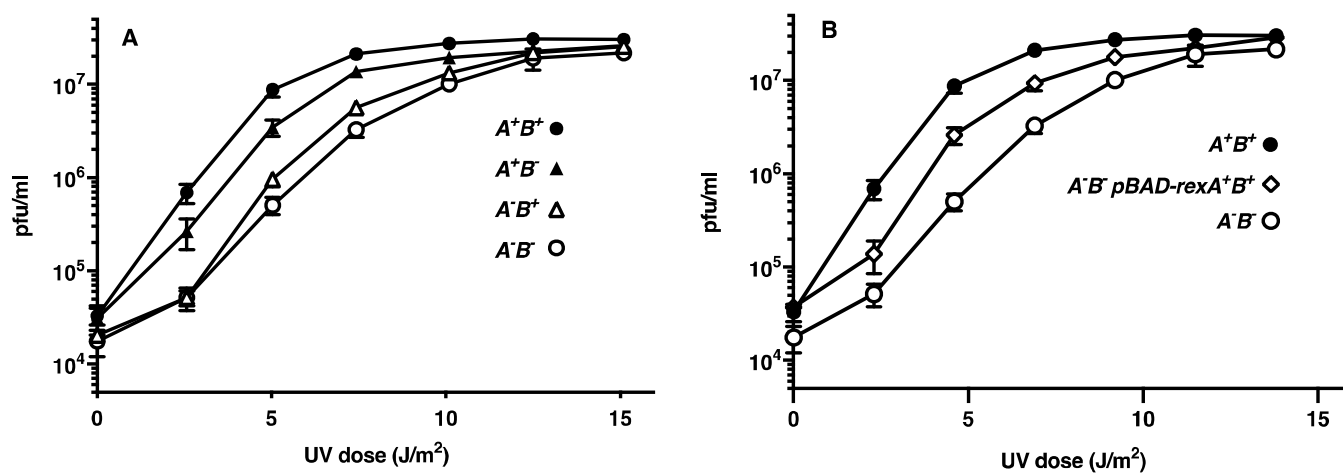 A
pfu/ml
10⁷
10⁶
10⁵
10⁴
A⁺B⁺
A⁺B⁻
A⁻B⁺
A⁻B⁻
0 5 10 15
UV dose (J/m²)
B
pfu/ml
10⁷
10⁶
10⁵
10⁴
A⁺B⁺
A⁻B⁻ pBAD-rexA⁺B⁺
A⁻B⁻
0 5 10 15
UV dose (J/m²)